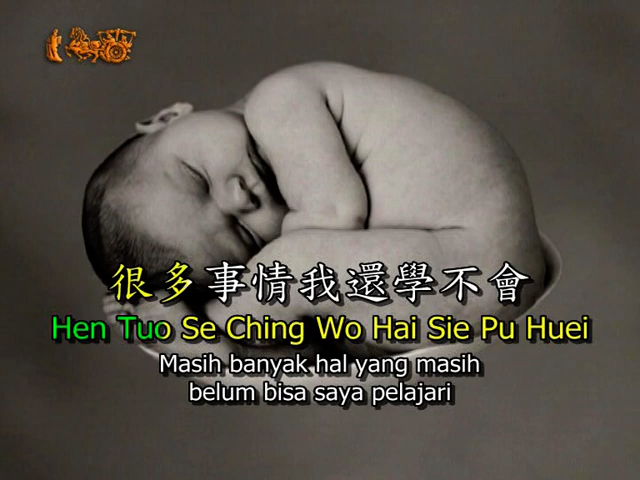 很多事情我還學不會
Hen Tuo Se Ching Wo Hai Sie Pu Huei
Masih banyak hal yang masih
belum bisa saya pelajari